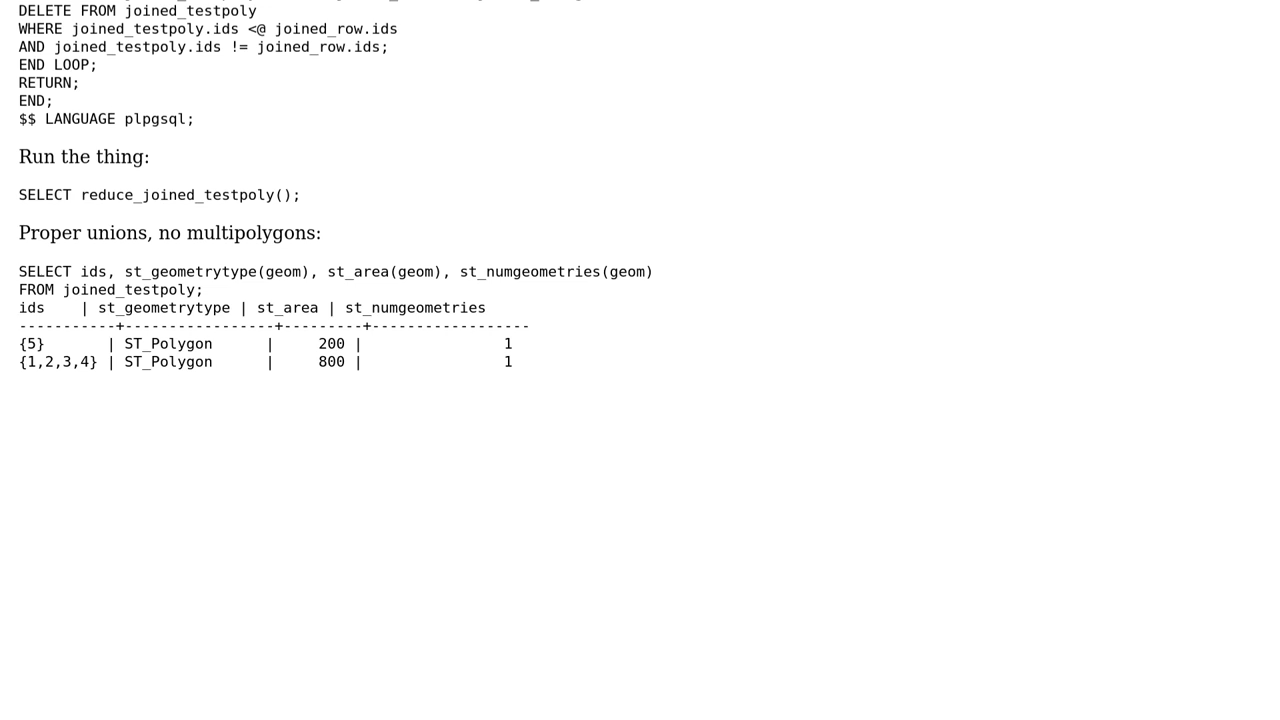 DELETE FROM joined_testpoly
WHERE joined_testpoly.ids <@ joined_row.ids
AND joined_testpoly.ids != joined_row.ids;
END LOOP;
RETURN;
END;
$$ LANGUAGE plpgsql;
Run the thing:
SELECT reduce_joined_testpoly();
Proper unions, no multipolygons:
SELECT ids, st_geometrytype(geom), st_area(geom), st_numgeometries(geom)
FROM joined_testpoly;
ids    | st_geometrytype | st_area | st_numgeometries
-----------+-----------------+---------+------------------
{5}       | ST_Polygon      |     200 |                1
{1,2,3,4} | ST_Polygon      |     800 |                1